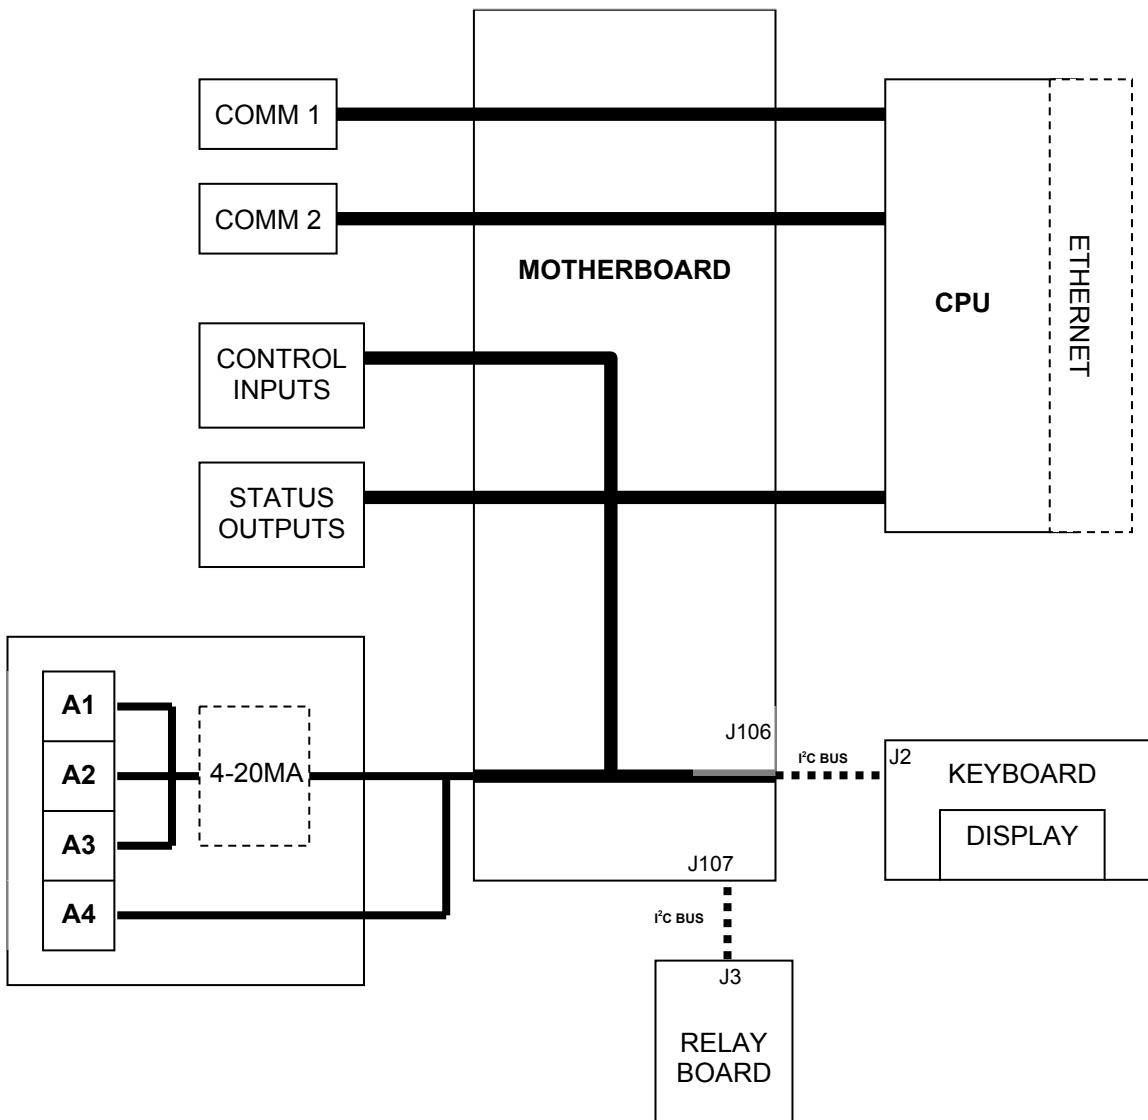 COMM 1
COMM 2
MOTHERBOARD
CPU
ETHERNET
CONTROL
INPUTS
STATUS
OUTPUTS
A1
A2
A3
A4
4-20MA
J106
I²C BUS
J2
KEYBOARD
DISPLAY
J107
I²C BUS
J3
RELAY
BOARD